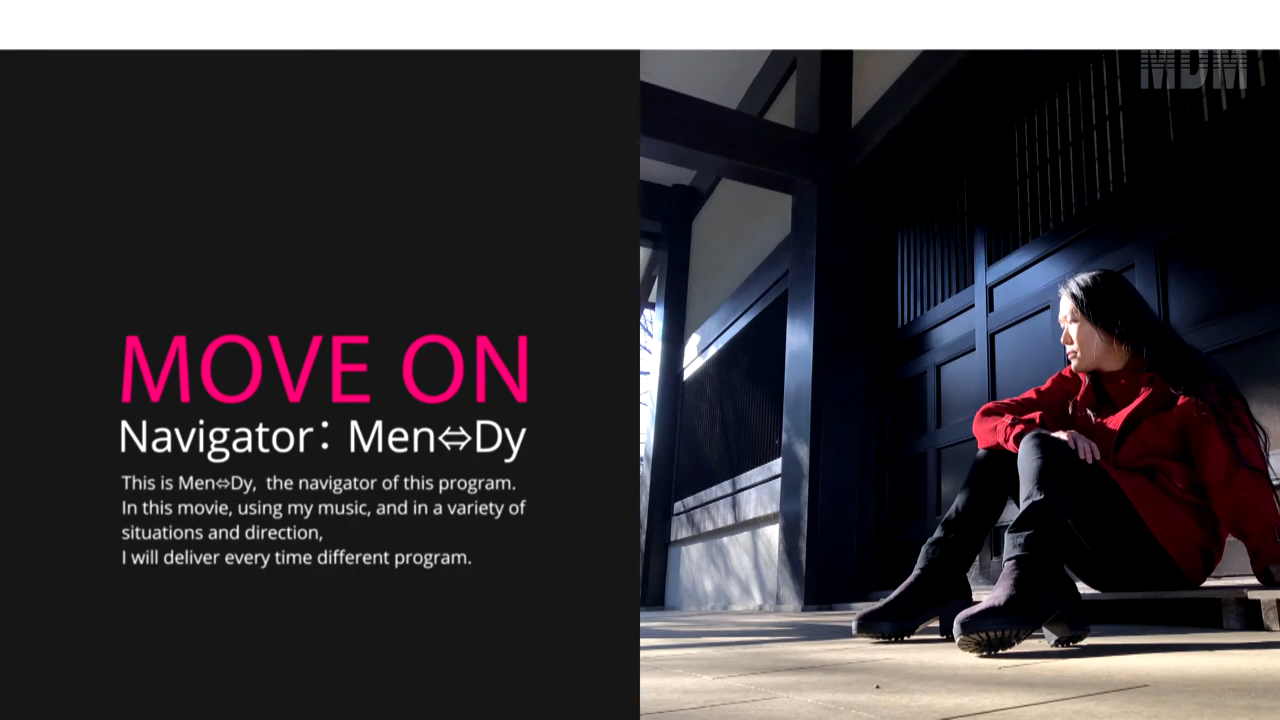 MDM
MOVE ON
Navigator： Men⇔Dy
This is Men⇔Dy,  the navigator of this program.
In this movie, using my music, and in a variety of
situations and direction,
I will deliver every time different program.